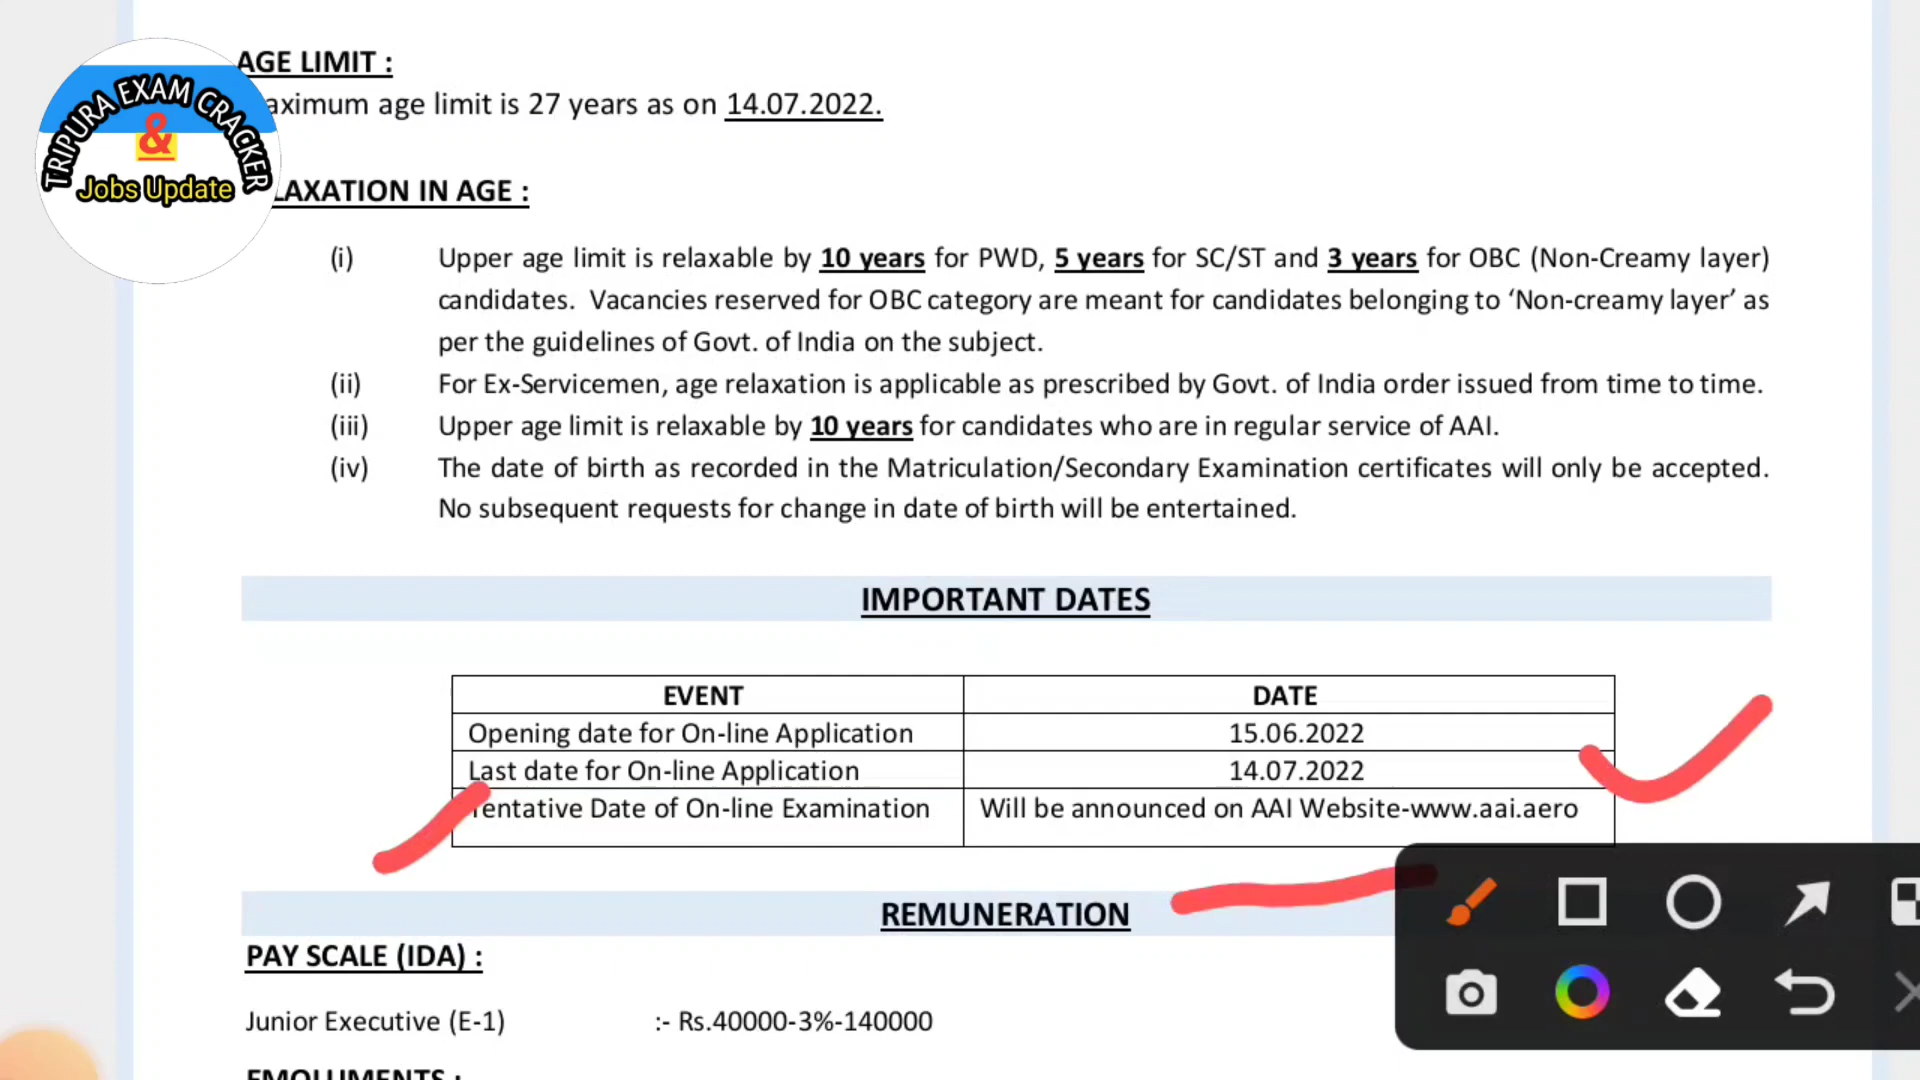 TRIPURA EXAM CRACKER
&
Jobs Update
AGE LIMIT :
aximum age limit is 27 years as on 14.07.2022.
LAXATION IN AGE :
(i) Upper age limit is relaxable by 10 years for PWD, 5 years for SC/ST and 3 years for OBC (Non-Creamy layer)
candidates. Vacancies reserved for OBC category are meant for candidates belonging to ‘Non-creamy layer’ as
per the guidelines of Govt. of India on the subject.
(ii) For Ex-Servicemen, age relaxation is applicable as prescribed by Govt. of India order issued from time to time.
(iii) Upper age limit is relaxable by 10 years for candidates who are in regular service of AAI.
(iv) The date of birth as recorded in the Matriculation/Secondary Examination certificates will only be accepted.
No subsequent requests for change in date of birth will be entertained.
IMPORTANT DATES
EVENT DATE
Opening date for On-line Application 15.06.2022
Last date for On-line Application 14.07.2022
Tentative Date of On-line Examination Will be announced on AAI Website-www.aai.aero
REMUNERATION
PAY SCALE (IDA) :
Junior Executive (E-1) :- Rs.40000-3%-140000
EMOLUMENTS :